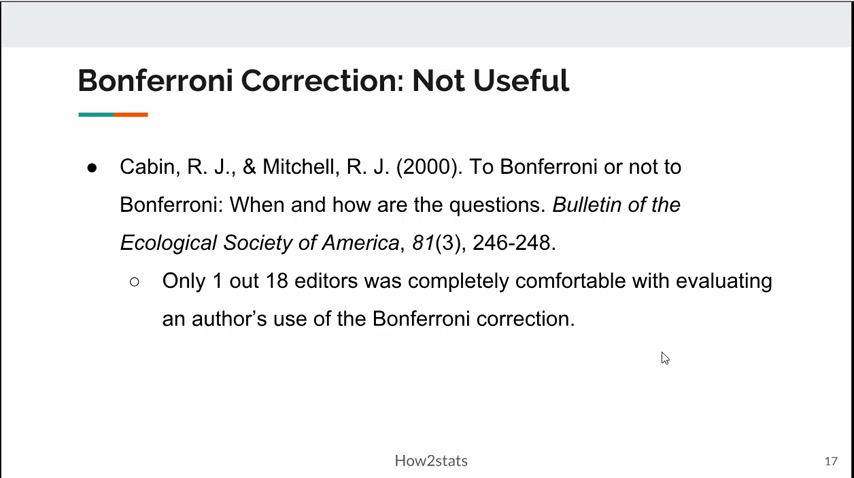 Bonferroni Correction: Not Useful
● Cabin, R. J., & Mitchell, R. J. (2000). To Bonferroni or not to
Bonferroni: When and how are the questions. Bulletin of the
Ecological Society of America, 81(3), 246-248.
○ Only 1 out 18 editors was completely comfortable with evaluating
an author’s use of the Bonferroni correction.
How2stats
17